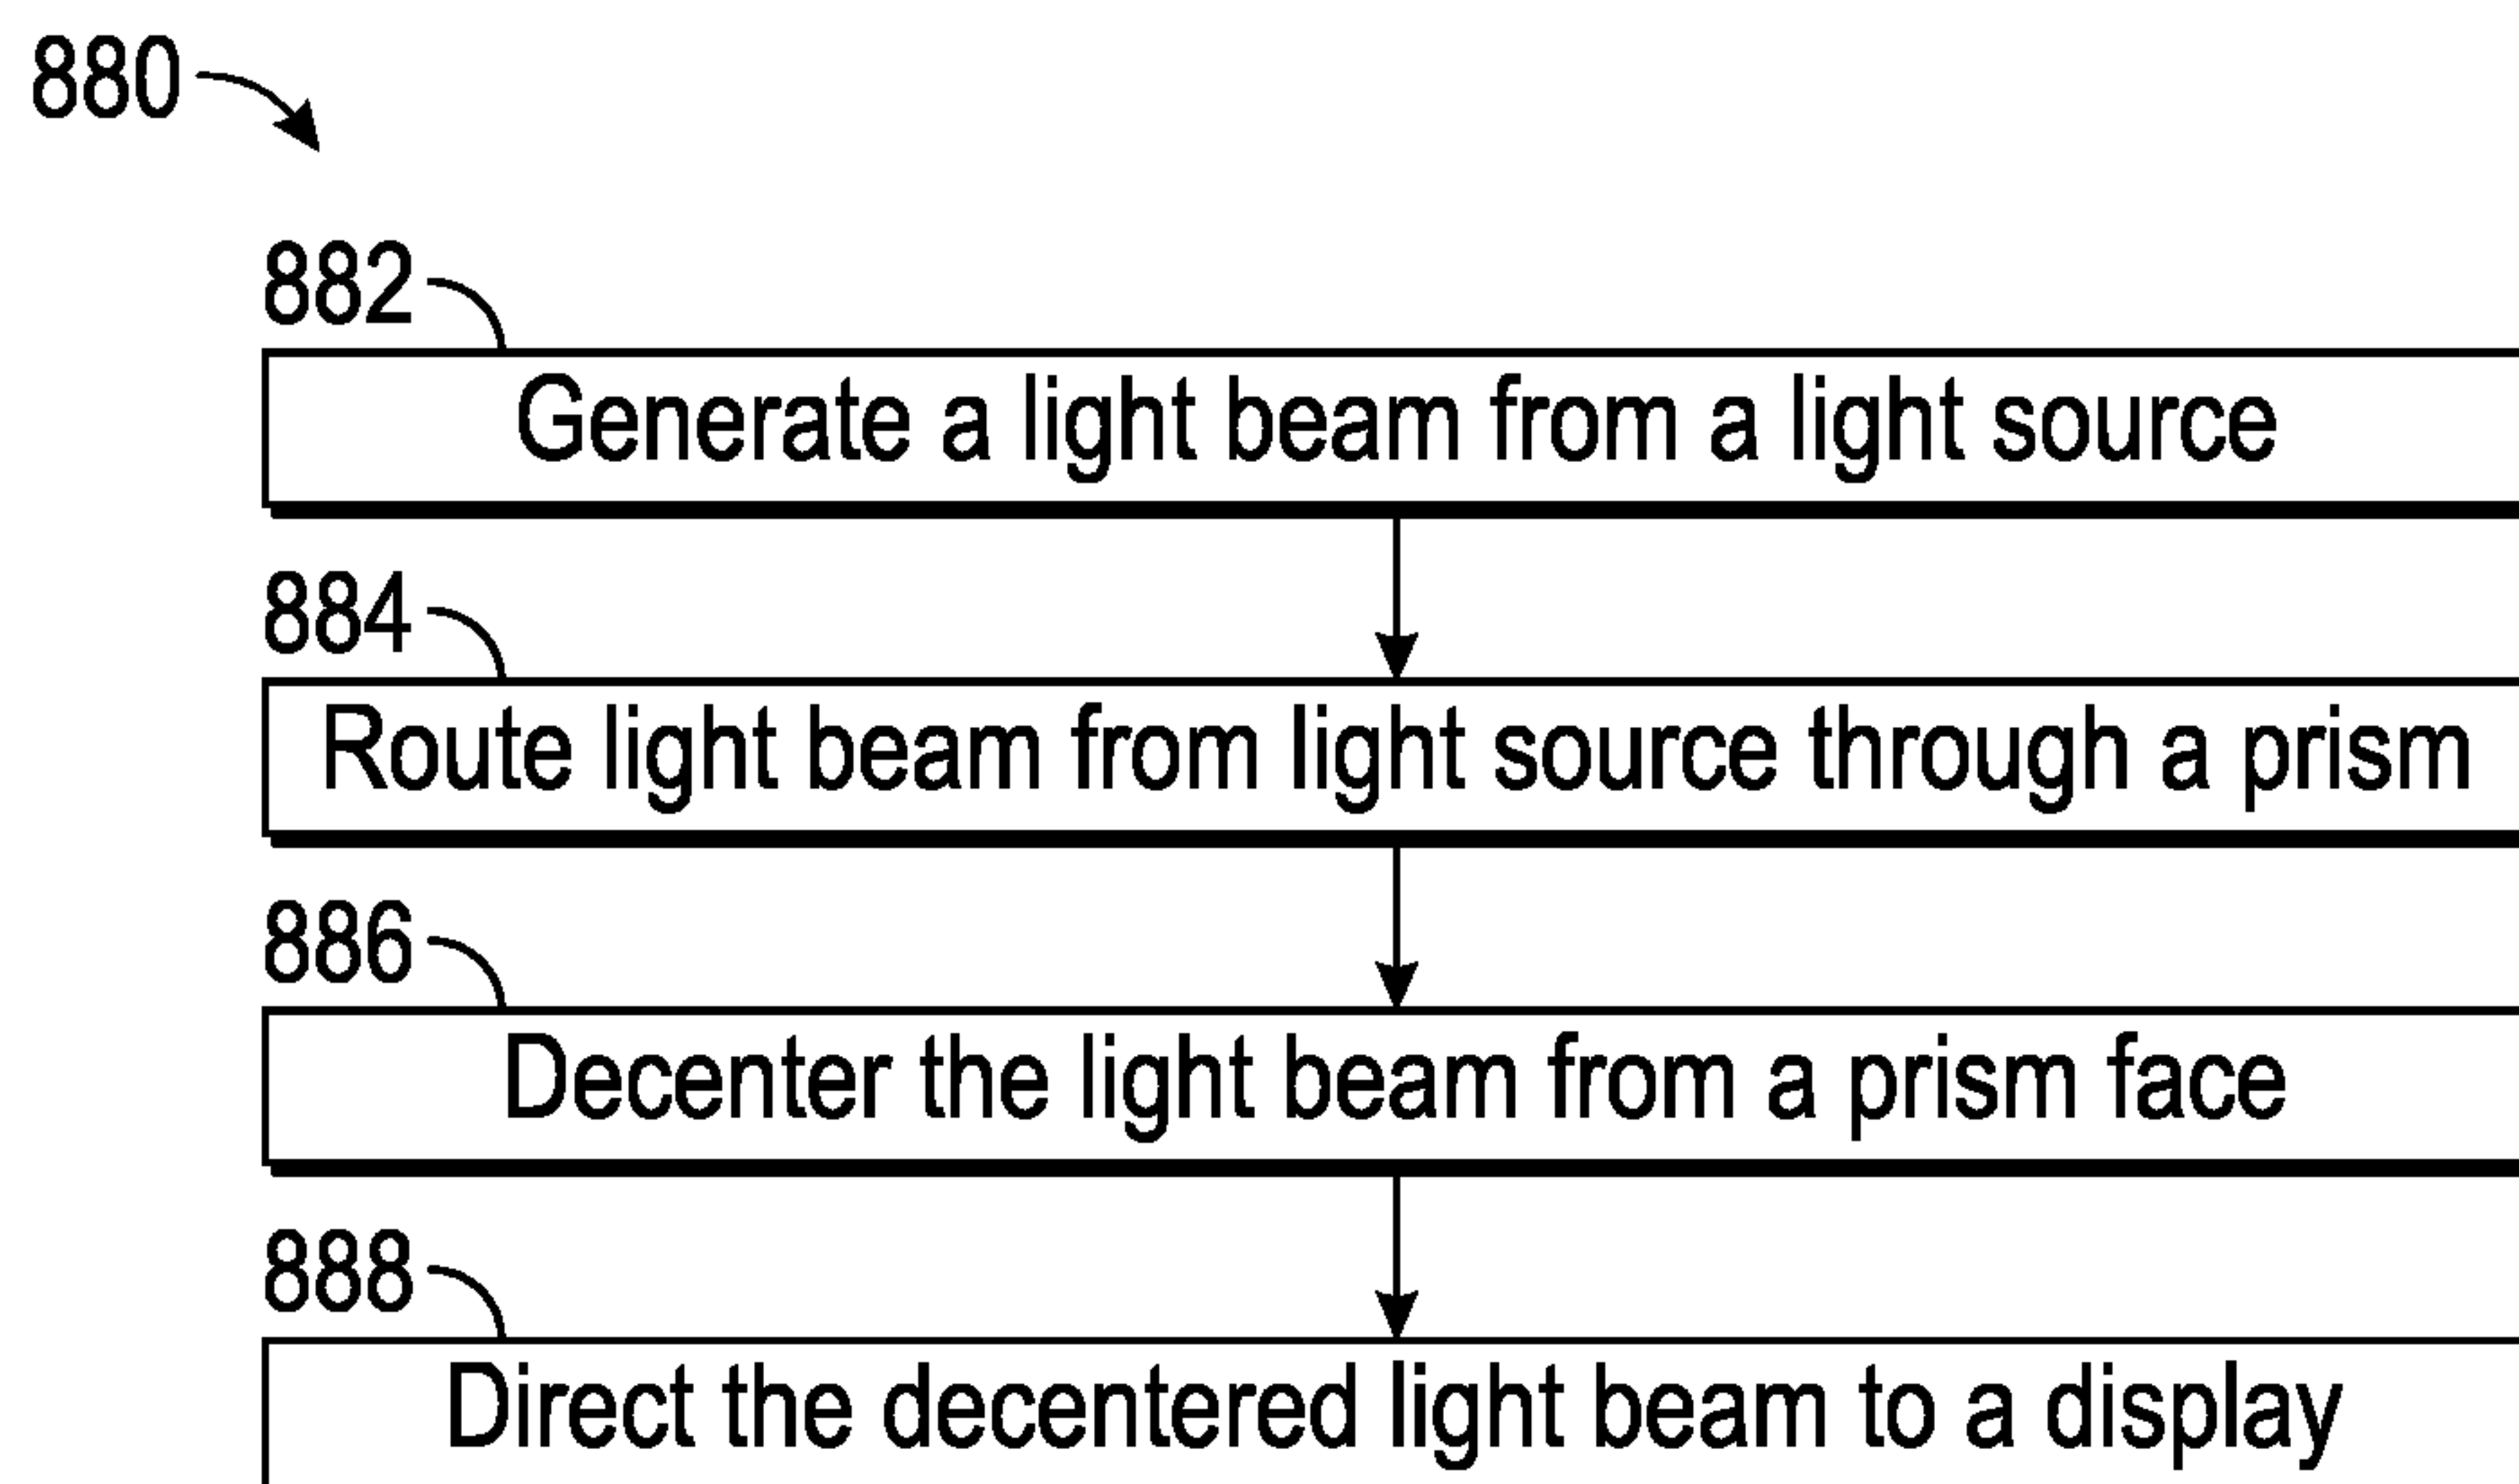 880
882
Generate a light beam from a light source
884
Route light beam from light source through a prism
886
Decenter the light beam from a prism face
888
Direct the decentered light beam to a display